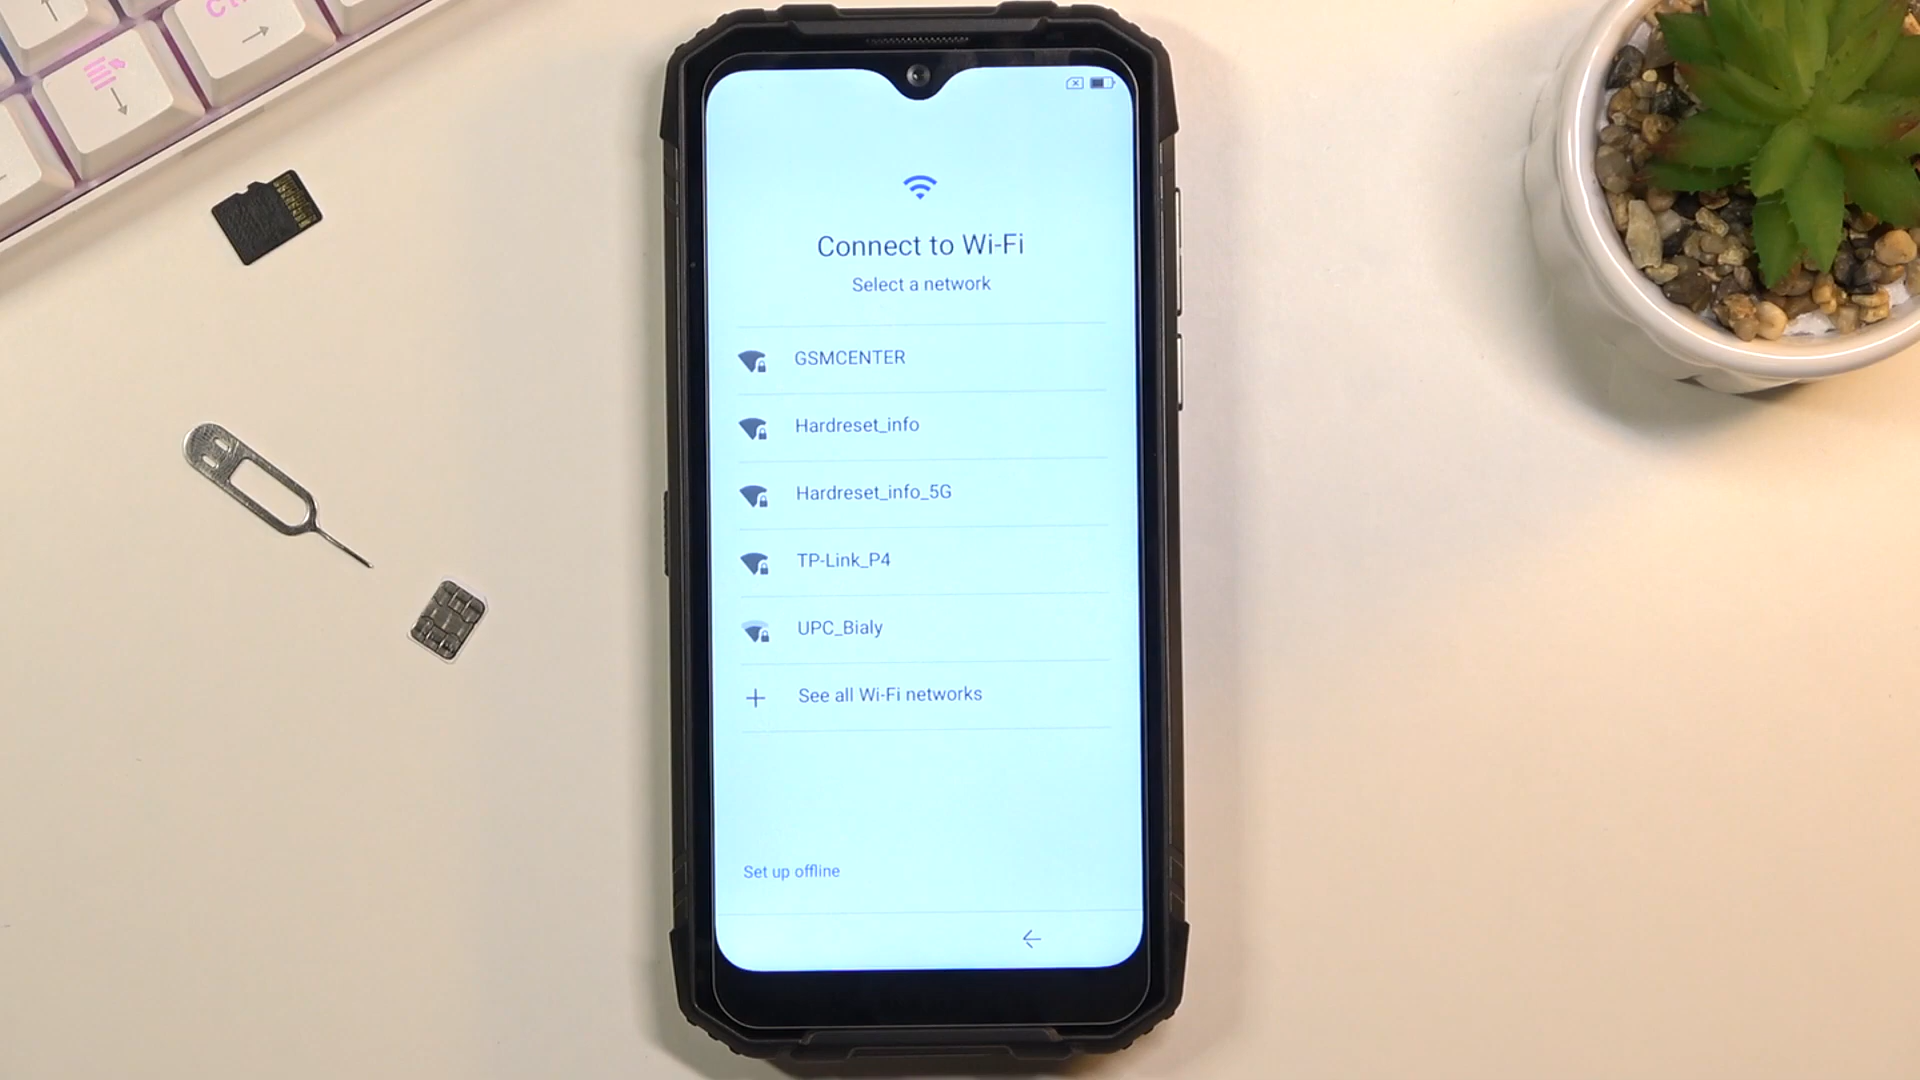 Connect to Wi-Fi
Select a network
GSMCENTER
Hardreset_info
Hardreset_info_5G
TP-Link_P4
UPC_Bialy
See all Wi-Fi networks
Set up offline